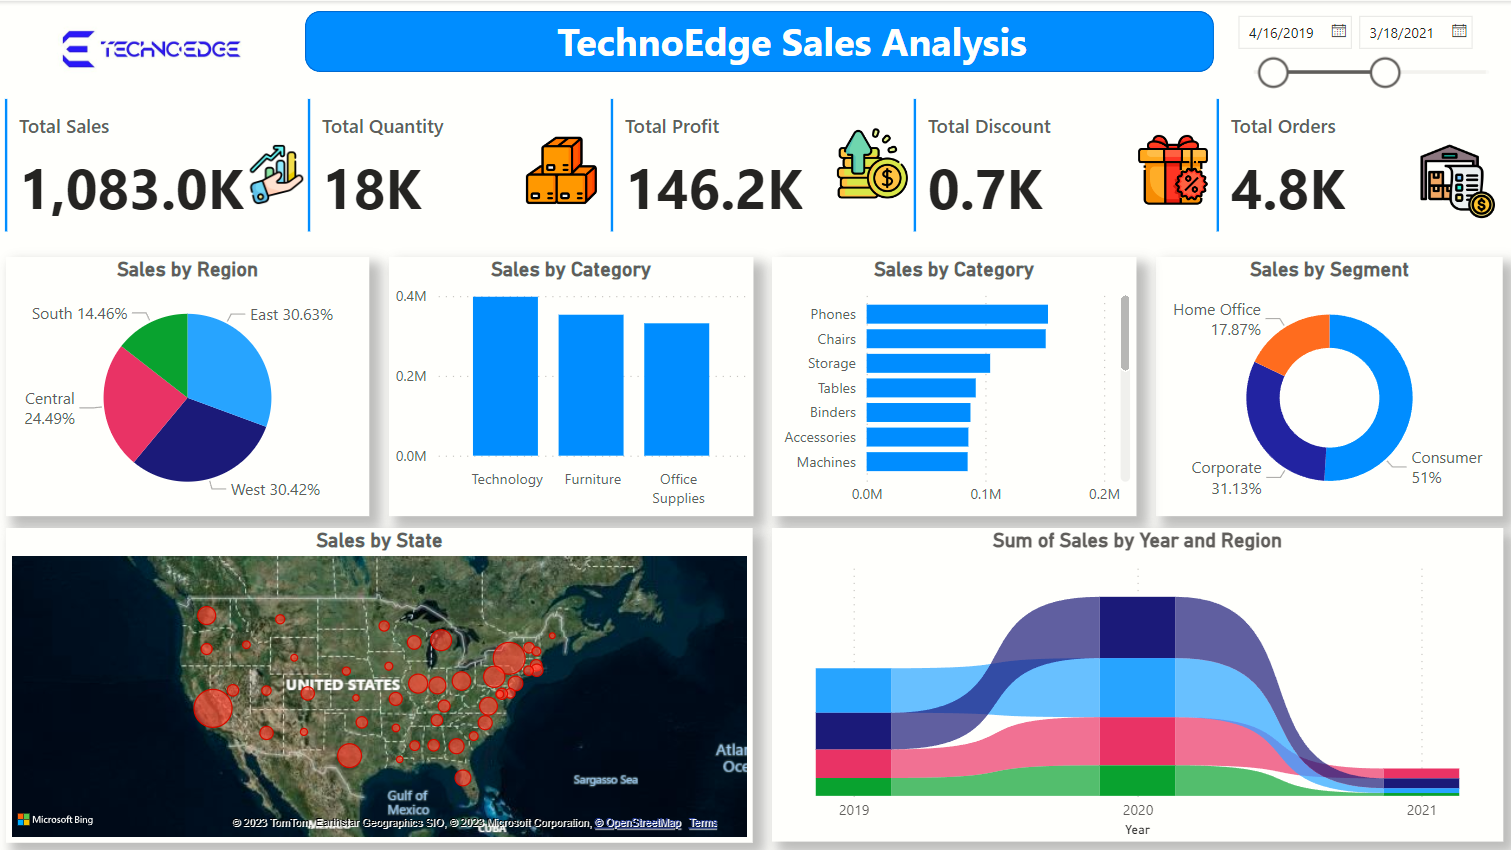 TECHNOEDGE
TechnoEdge Sales Analysis
4/16/2019
3/18/2021
Total Sales
1,083.0K
Total Quantity
18K
Total Profit
146.2K
Total Discount
0.7K
Total Orders
4.8K
Sales by Region
South 14.46%
East 30.63%
Central
24.49%
West 30.42%
Sales by Category
0.4M
0.2M
0.0M
Technology
Furniture
Office
Supplies
Sales by Category
Phones
Chairs
Storage
Tables
Binders
Accessories
Machines
0.0M
0.1M
0.2M
Sales by Segment
Home Office
17.87%
Corporate
31.13%
Consumer
51%
Sales by State
UNITED STATES
Atlan
Oce
Sargasso Sea
Gulf of
Mexico
CUBA
Microsoft Bing
© 2023 TomTom, Earthstar Geographics SIO, © 2023 Microsoft Corporation, © OpenStreetMap Terms
Sum of Sales by Year and Region
2019
2020
2021
Year